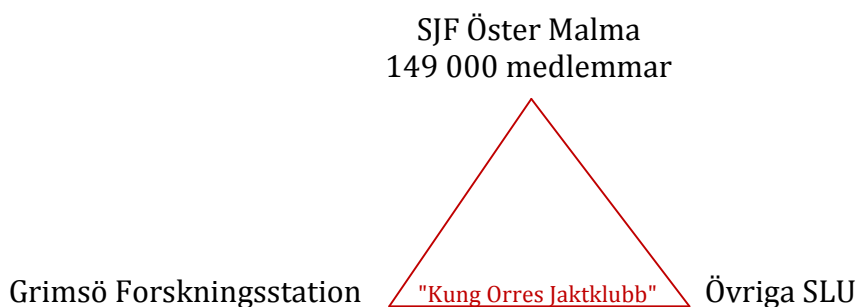 SJF Öster Malma
149 000 medlemmar
Grimsö Forskningsstation "Kung Orres Jaktklubb" Övriga SLU